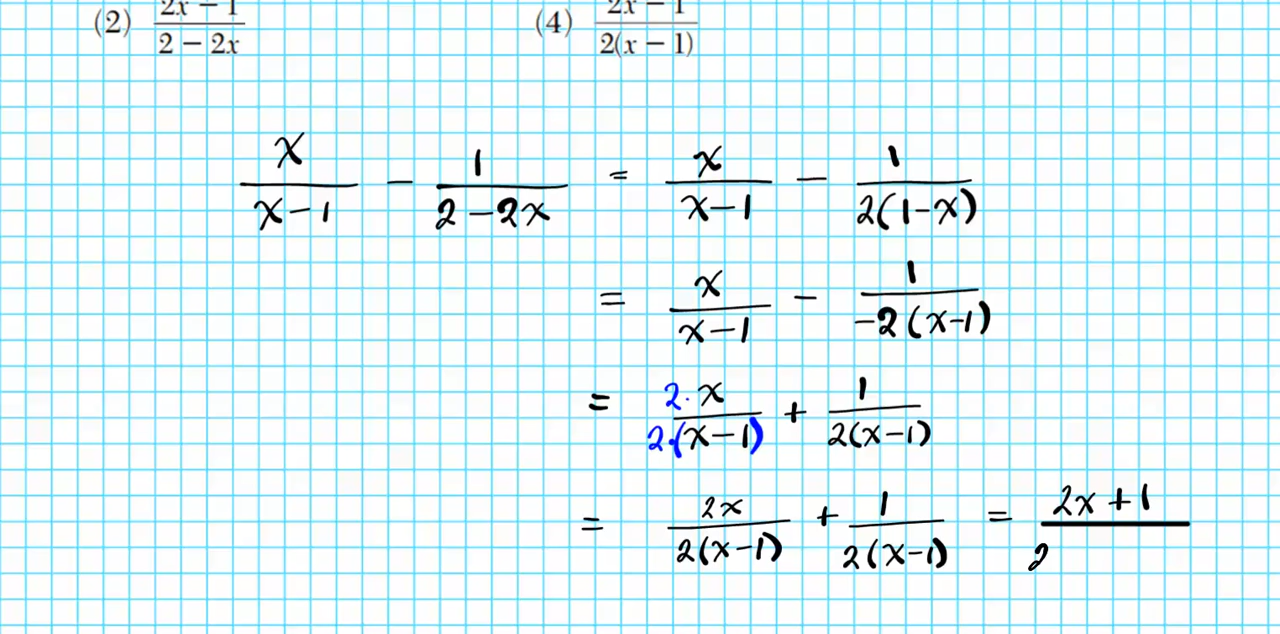 (2) (2x − 1)/(2 − 2x) (4) (2x − 1)/(2(x − 1))
x/(x−1) − 1/(2−2x) = x/(x−1) − 1/(2(1−x))
= x/(x−1) − 1/(−2(x−1))
= (2·x)/(2·(x−1)) + 1/(2(x−1))
= 2x/(2(x−1)) + 1/(2(x−1)) = (2x+1)/2